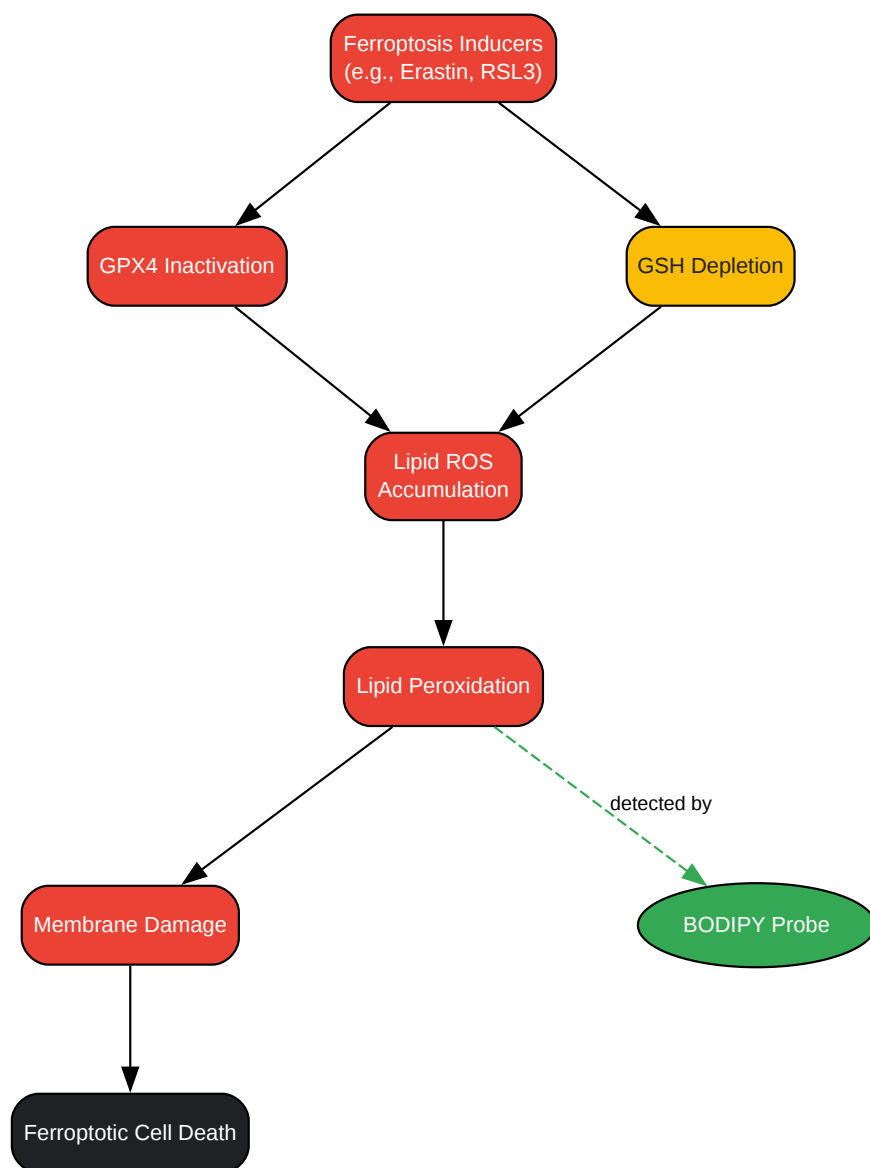 Ferroptosis Inducers
(e.g., Erastin, RSL3)
GPX4 Inactivation
GSH Depletion
Lipid ROS
Accumulation
Lipid Peroxidation
detected by
Membrane Damage
BODIPY Probe
Ferroptotic Cell Death